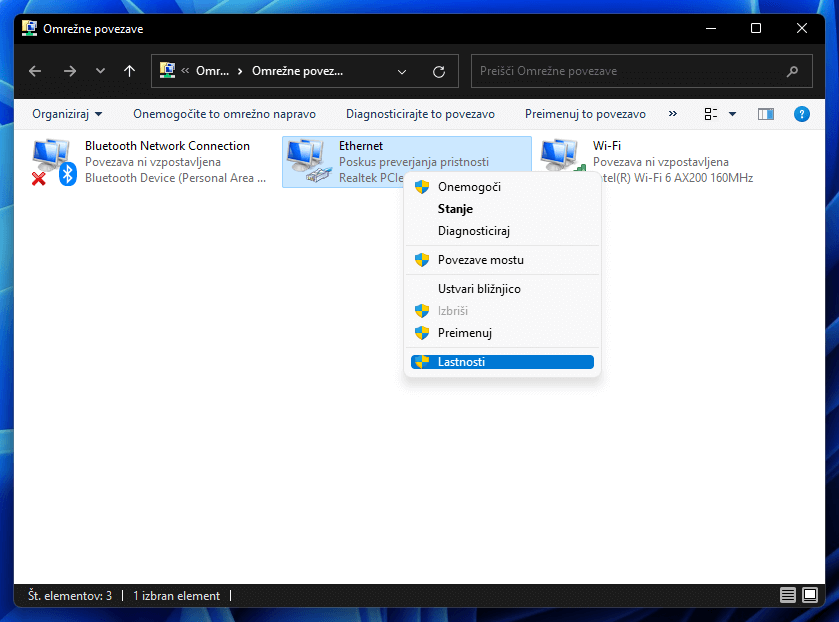 Omrežne povezave
Omr... Omrežne povez...
Preišči Omrežne povezave
Organiziraj Onemogočite to omrežno napravo Diagnosticirajte to povezavo Preimenuj to povezavo »
Bluetooth Network Connection
Povezava ni vzpostavljena
Bluetooth Device (Personal Area ...
Ethernet
Poskus preverjanja pristnosti
Realtek PCIe
Wi-Fi
Povezava ni vzpostavljena
tel(R) Wi-Fi 6 AX200 160MHz
Onemogoči
Stanje
Diagnosticiraj
Povezave mostu
Ustvari bližnjico
Izbriši
Preimenuj
Lastnosti
Št. elementov: 3 1 izbran element